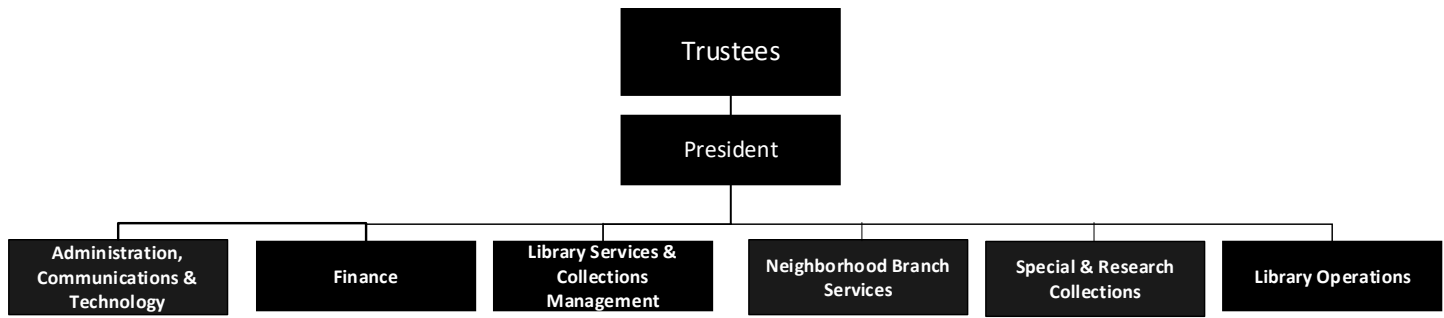 Trustees
President
Administration,
Communications &
Technology
Finance
Library Services &
Collections
Management
Neighborhood Branch
Services
Special & Research
Collections
Library Operations